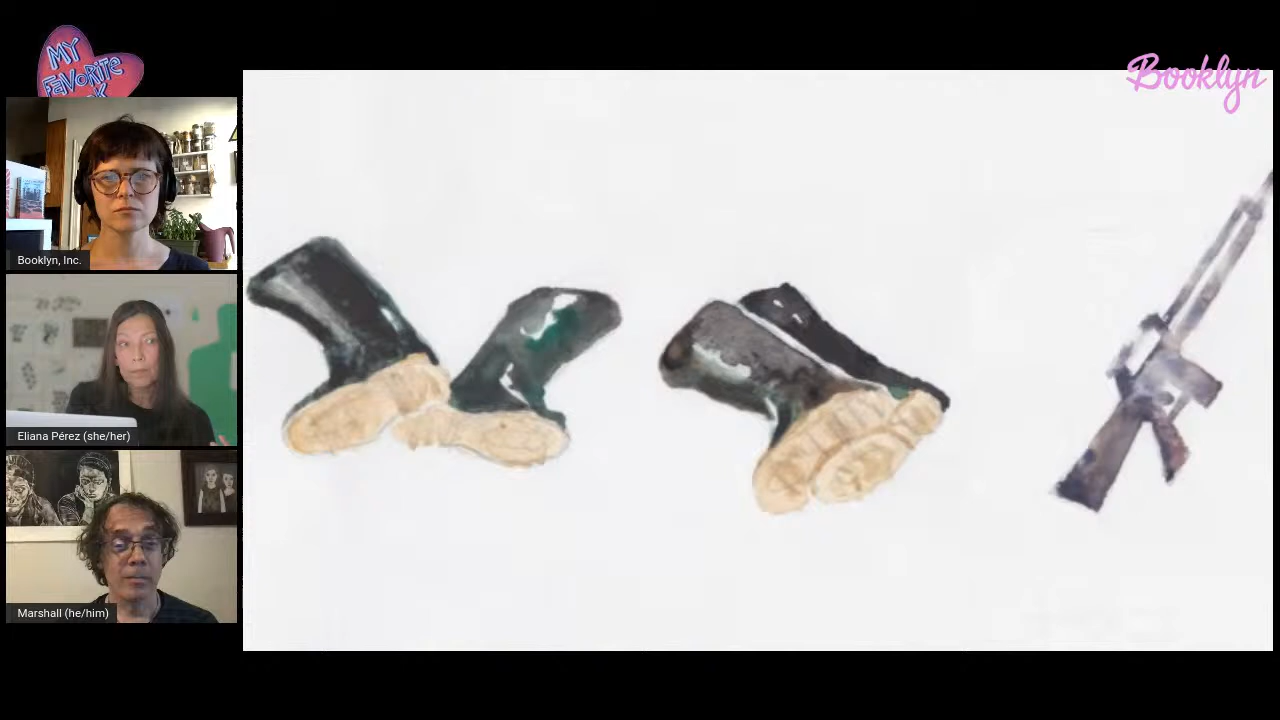 MY
FAVORITE
Booklyn
Booklyn, Inc.
Eliana Pérez (she/her)
Marshall (he/him)